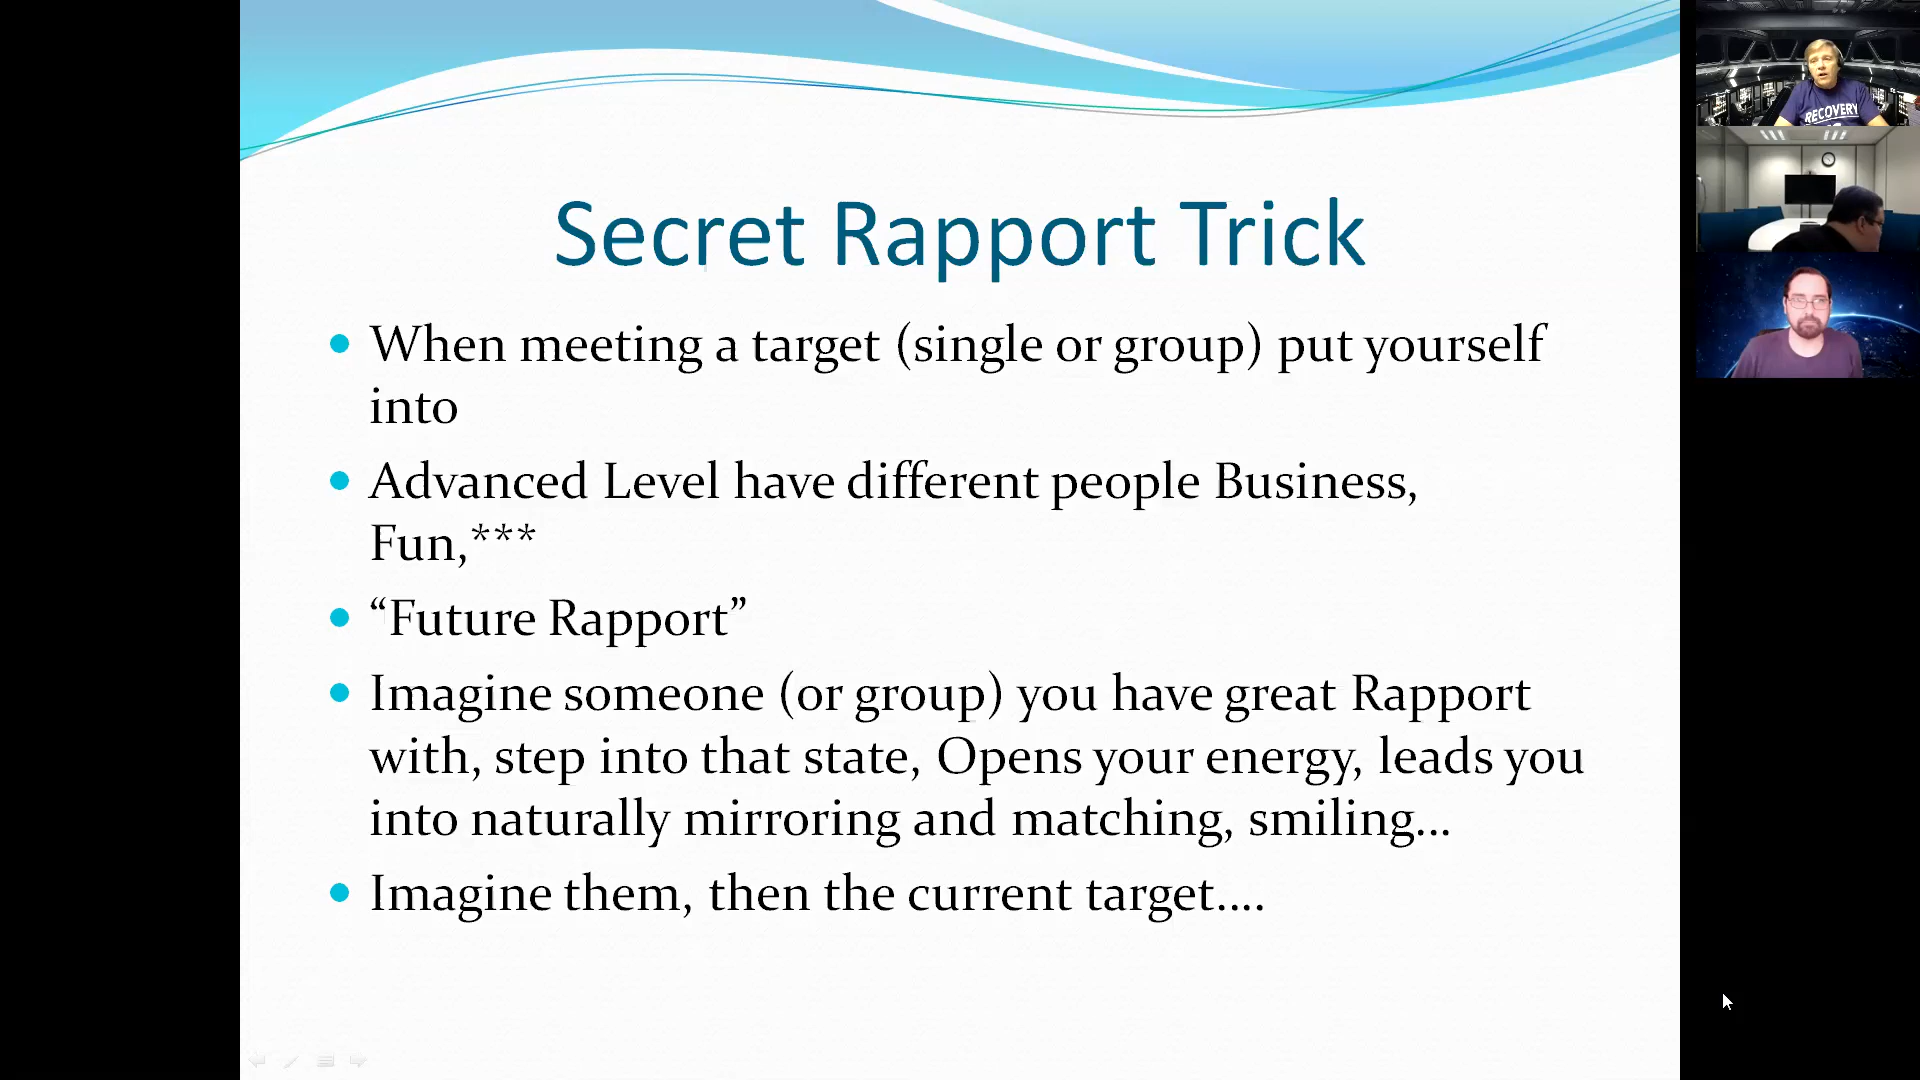 Secret Rapport Trick
When meeting a target (single or group) put yourself
into
Advanced Level have different people Business,
Fun,***
“Future Rapport”
Imagine someone (or group) you have great Rapport
with, step into that state, Opens your energy, leads you
into naturally mirroring and matching, smiling...
Imagine them, then the current target....
RECOVERY